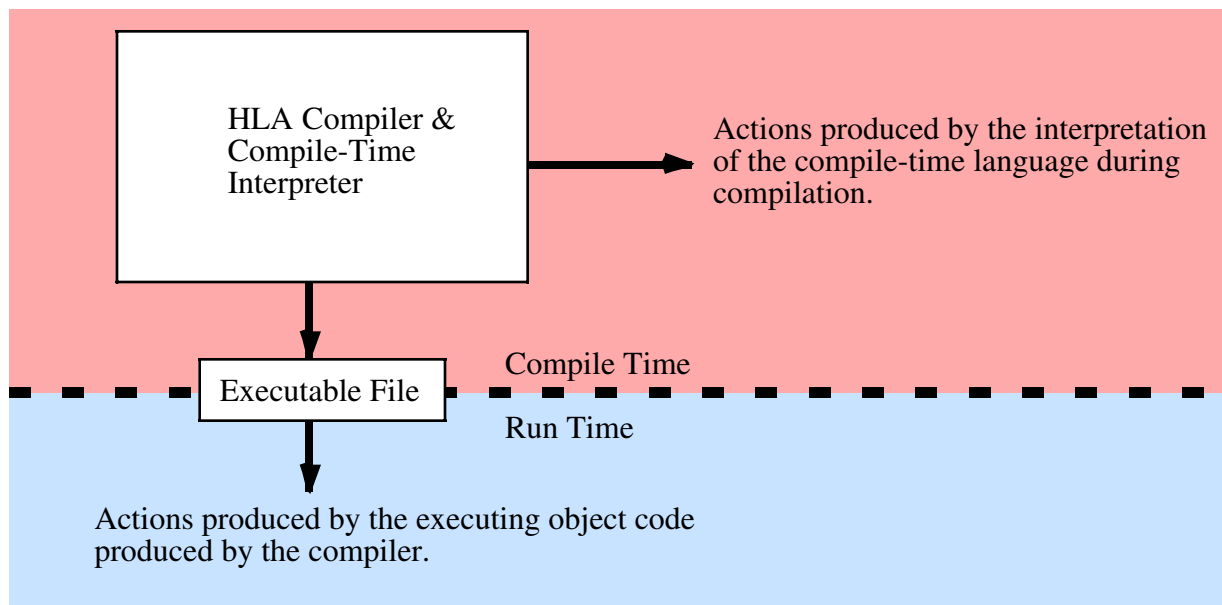 HLA Compiler &
Compile-Time
Interpreter
Actions produced by the interpretation
of the compile-time language during
compilation.
Compile Time
Executable File
Run Time
Actions produced by the executing object code
produced by the compiler.